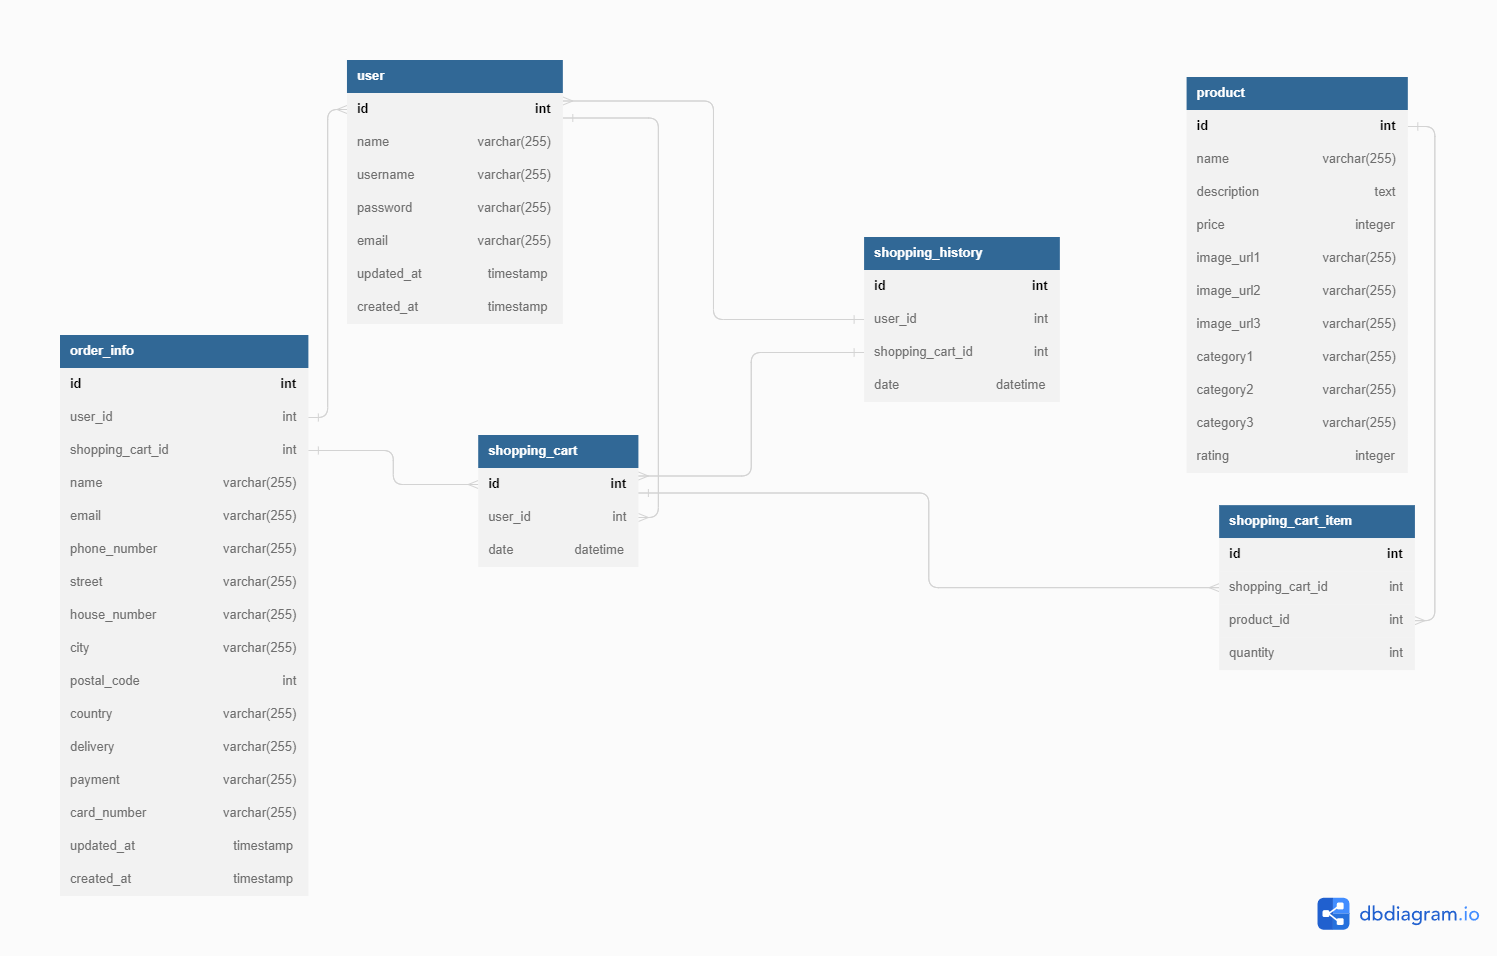 user
id int
name varchar(255)
username varchar(255)
password varchar(255)
email varchar(255)
updated_at timestamp
created_at timestamp
product
id int
name varchar(255)
description text
price integer
image_url1 varchar(255)
image_url2 varchar(255)
image_url3 varchar(255)
category1 varchar(255)
category2 varchar(255)
category3 varchar(255)
rating integer
shopping_history
id int
user_id int
shopping_cart_id int
date datetime
order_info
id int
user_id int
shopping_cart_id int
name varchar(255)
email varchar(255)
phone_number varchar(255)
street varchar(255)
house_number varchar(255)
city varchar(255)
postal_code int
country varchar(255)
delivery varchar(255)
payment varchar(255)
card_number varchar(255)
updated_at timestamp
created_at timestamp
shopping_cart
id int
user_id int
date datetime
shopping_cart_item
id int
shopping_cart_id int
product_id int
quantity int
dbdiagram.io